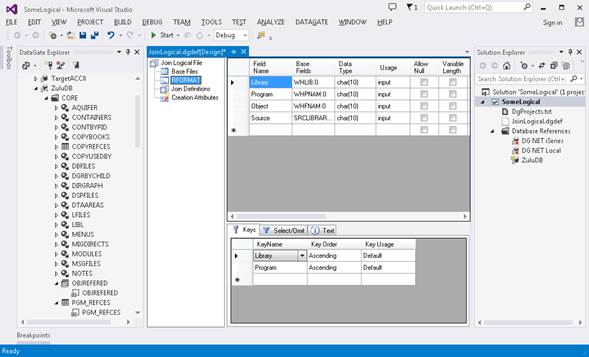 SomeLogical - Microsoft Visual Studio
1
Quick Launch (Ctrl+Q)
FILE EDIT VIEW PROJECT BUILD DEBUG TEAM TOOLS TEST ANALYZE DATAGATE WINDOW HELP
Sign in
Start
Debug
Toolbox
DataGate Explorer
TargetACC8
ZuluDB
CORE
AQUIFER
CONTAINERS
CONTBYPID
COPYBOOKS
COPYREFCES
COPYUSEDBY
DBFILES
DGRBYCHILD
DIRGRAPH
DSPFILES
DTAAREAS
LFILES
LIBL
MENUS
MIGDIRECTS
MODULES
MSGFILES
NOTES
OBJREFERED
OBJREFERED
PGM_REFCES
PGM_REFCES
JoinLogical.dgdef[Design]*
Join Logical File
Base Files
RFORMAT
Join Definitions
Creation Attributes
Field Name Base Fields Data Type Usage Allow Null Variable Length
Library WHLIB:0 char(10) input
Program WHPNAM:0 char(10) input
Object WHFNAM:0 char(10) input
Source SRCLIBRAR... char(10) input
Keys Select/Omit Text
KeyName Key Order Key Usage
Library Ascending Default
Program Ascending Default
Solution Explorer
Search Solution Explorer (Ctrl+;)
Solution "SomeLogical" (1 project
SomeLogical
DgProjects.txt
JoinLogical.dgdef
Database References
DG NET iSeries
DG NET Local
ZuluDB
Breakpoints
Ready